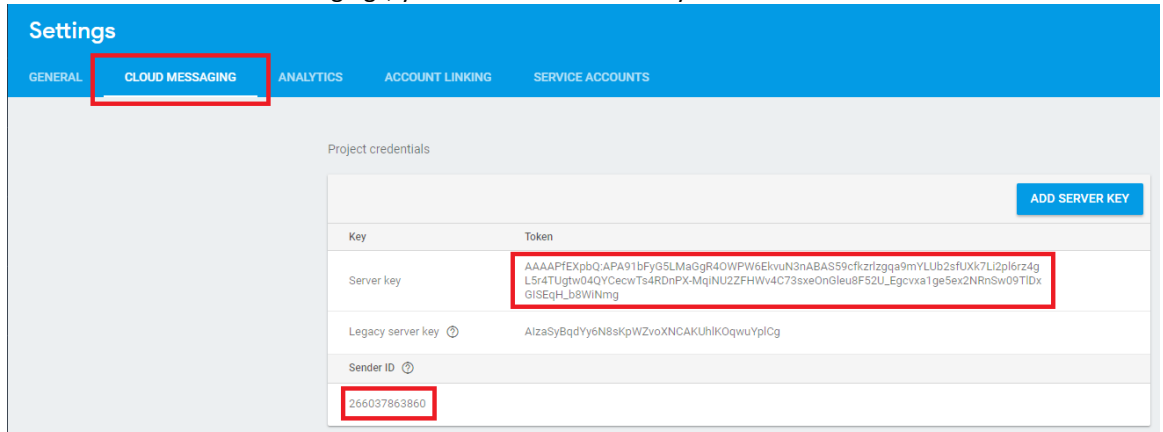 Settings
GENERAL CLOUD MESSAGING ANALYTICS ACCOUNT LINKING SERVICE ACCOUNTS
Project credentials
ADD SERVER KEY
Key Token
Server key
AAAAPfEXpbQ:APA91bFyG5LMaGgR4OWPW6EkvuN3nABAS59cfkzrlzgqa9mYLUb2sfUXk7Li2pl6rz4g
L5r4TUgtw04QYCecwTs4RDnPX-MqiNU2ZFHWv4C73sxeOnGleu8F52U_Egcvxa1ge5ex2NRnSw09TlDx
GISEqH_b8WiNmg
Legacy server key AIzaSyBqdYy6N8sKpWZvoXNCAKUhlKOqwuYplCg
Sender ID
266037863860